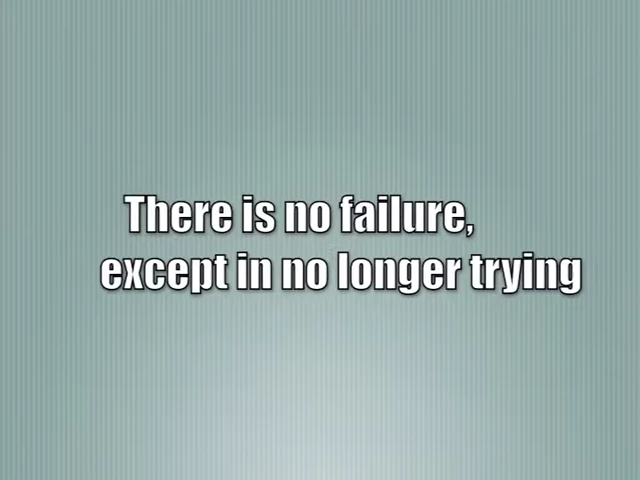 There is no failure,
except in no longer trying